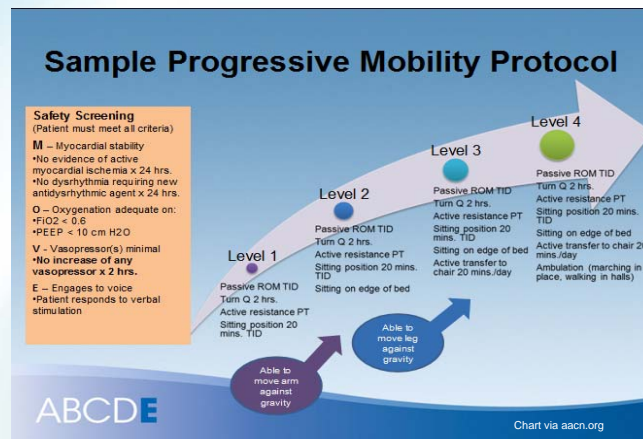 Sample Progressive Mobility Protocol
Safety Screening
(Patient must meet all criteria)
M – Myocardial stability
•No evidence of active
myocardial ischemia x 24 hrs.
•No dysrhythmia requiring new
antidysrhythmic agent x 24 hrs.
O – Oxygenation adequate on:
•FiO2 < 0.6
•PEEP < 10 cm H2O
V - Vasopressor(s) minimal
•No increase of any
vasopressor x 2 hrs.
E – Engages to voice
•Patient responds to verbal
stimulation
Level 1
Passive ROM TID
Turn Q 2 hrs.
Active resistance PT
Sitting position 20
mins. TID
Level 2
Passive ROM TID
Turn Q 2 hrs.
Active resistance PT
Sitting position 20 mins.
TID
Sitting on edge of bed
Level 3
Passive ROM TID
Turn Q 2 hrs.
Active resistance PT
Sitting position 20
mins. TID
Sitting on edge of bed
Active transfer to
chair 20 mins./day
Level 4
Passive ROM TID
Turn Q 2 hrs.
Active resistance PT
Sitting position 20 mins.
TID
Sitting on edge of bed
Active transfer to chair 20
mins./day
Ambulation (marching in
place, walking in halls)
Able to
move arm
against
gravity
Able to
move leg
against
gravity
ABCDE
Chart via aacn.org